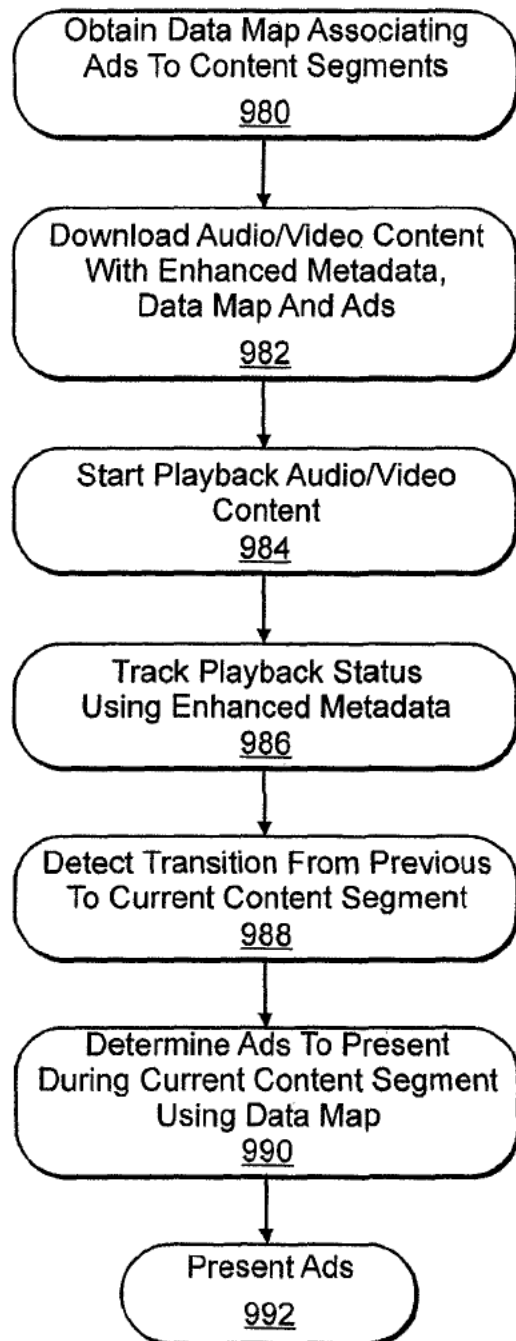 Obtain Data Map Associating
Ads To Content Segments
980
Download Audio/Video Content
With Enhanced Metadada,
Data Map And Ads
982
Start Playback Audio/Video
Content
984
Track Playback Status
Using Enhanced Metadata
986
Detect Transition From Previous
To Current Content Segment
988
Determine Ads To Present
During Current Content Segment
Using Data Map
990
Present Ads
992